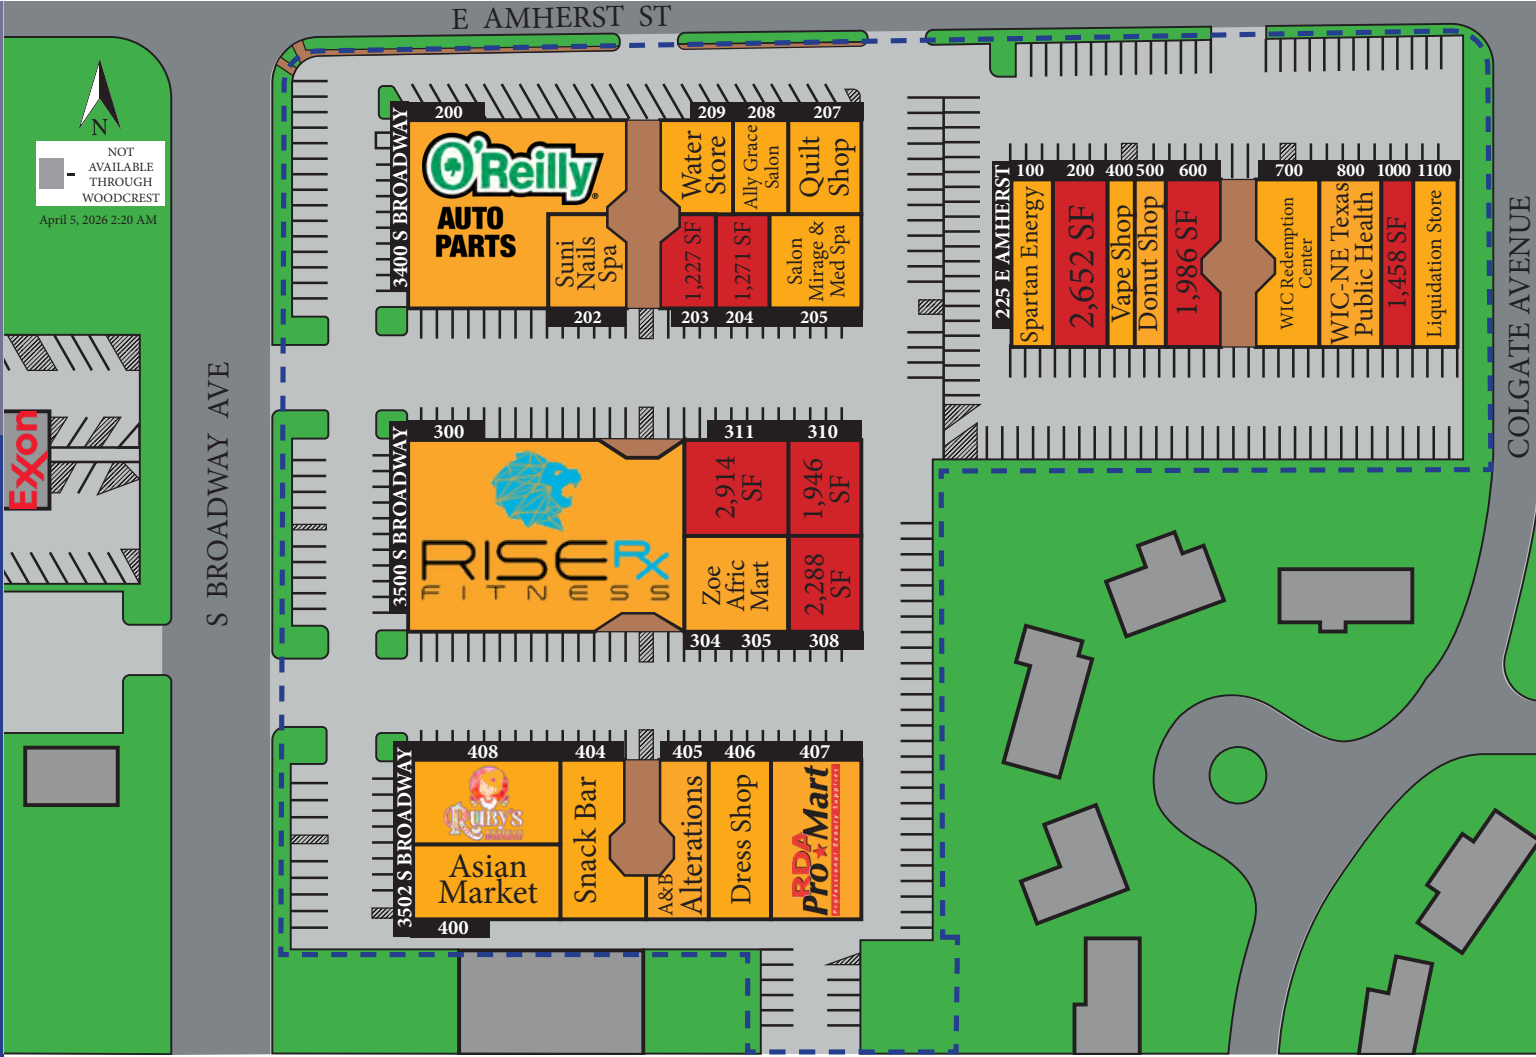 E AMHERST ST
N
NOT
AVAILABLE
THROUGH
WOODCREST
April 5, 2026 2:20 AM
Exxon
S BROADWAY AVE
COLGATE AVENUE
3400 S BROADWAY
200
209
208
207
O'Reilly®
AUTO
PARTS
Water
Store
Ally Grace
Salon
Quilt
Shop
Suni
Nails
Spa
1,227 SF
1,271 SF
Salon
Mirage &
Med Spa
202
203
204
205
225 E AMHERST
100
200
400
500
600
700
800
1000
1100
Spartan Energy
2,652 SF
Vape Shop
Donut Shop
1,986 SF
WIC Redemption
Center
WIC-NE Texas
Public Health
1,458 SF
Liquidation Store
3500 S BROADWAY
300
311
310
RISE Rx
FITNESS
2,914
SF
1,946
SF
Zoe
Afric
Mart
2,288
SF
304
305
308
3502 S BROADWAY
408
404
405
406
407
RUBY'S
Asian
Market
Snack Bar
A&B
Alterations
Dress Shop
RDA
Pro Mart
Professional Beauty Supplies
400